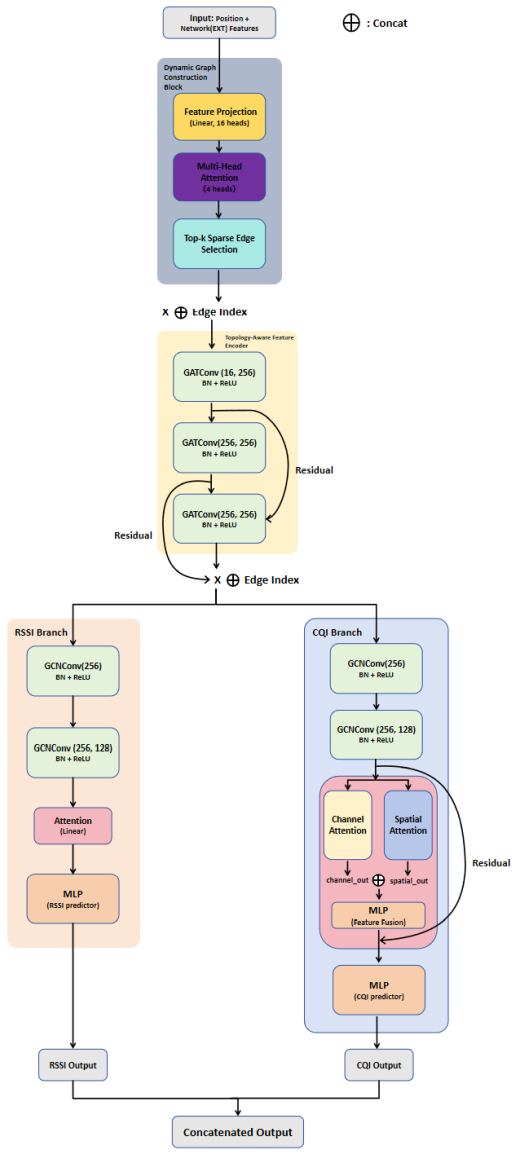 Input: Position +
Network(EXT) Features
⊕ : Concat
Dynamic Graph
Construction
Block
Feature Projection
(Linear, 16 heads)
Multi-Head
Attention
(4 heads)
Top-k Sparse Edge
Selection
X ⊕ Edge Index
Topology-Aware Feature
Encoder
GATConv (16, 256)
BN + ReLU
GATConv(256, 256)
BN + ReLU
Residual
GATConv(256, 256)
BN + ReLU
Residual
X ⊕ Edge Index
RSSI Branch
GCNConv(256)
BN + ReLU
GCNConv (256, 128)
BN + ReLU
Attention
(Linear)
MLP
(RSSI predictor)
RSSI Output
CQI Branch
GCNConv(256)
BN + ReLU
GCNConv (256, 128)
BN + ReLU
Channel
Attention
Spatial
Attention
channel_out ⊕ spatial_out
Residual
MLP
(Feature Fusion)
MLP
(CQI predictor)
CQI Output
Concatenated Output